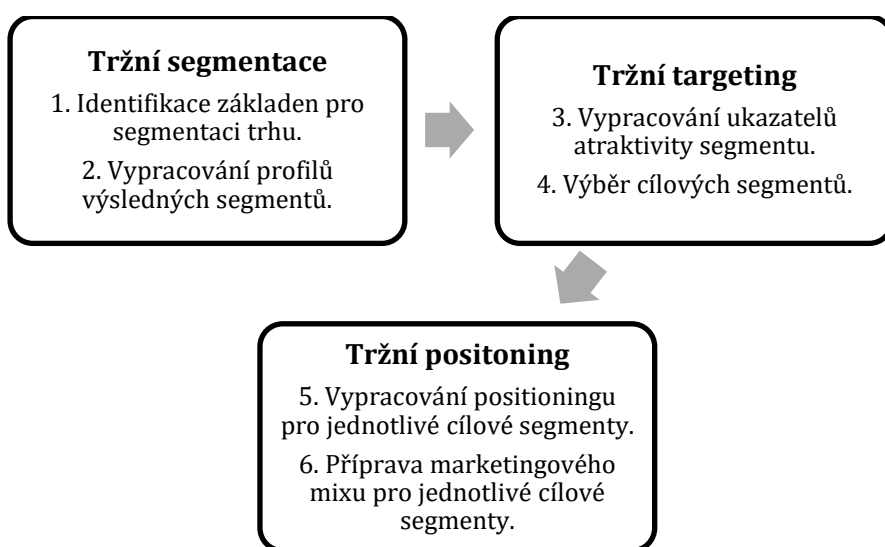 Tržní segmentace
1. Identifikace základen pro
segmentaci trhu.
2. Vypracování profilů
výsledných segmentů.
Tržní targeting
3. Vypracování ukazatelů
atraktivity segmentu.
4. Výběr cílových segmentů.
Tržní positoning
5. Vypracování positioningu
pro jednotlivé cílové segmenty.
6. Příprava marketingového
mixu pro jednotlivé cílové
segmenty.